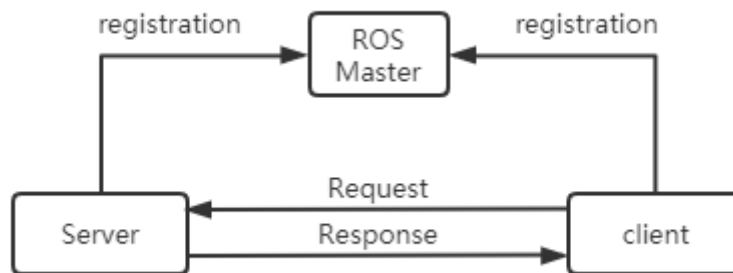 registration
ROS
Master
registration
Request
Server
Response
client